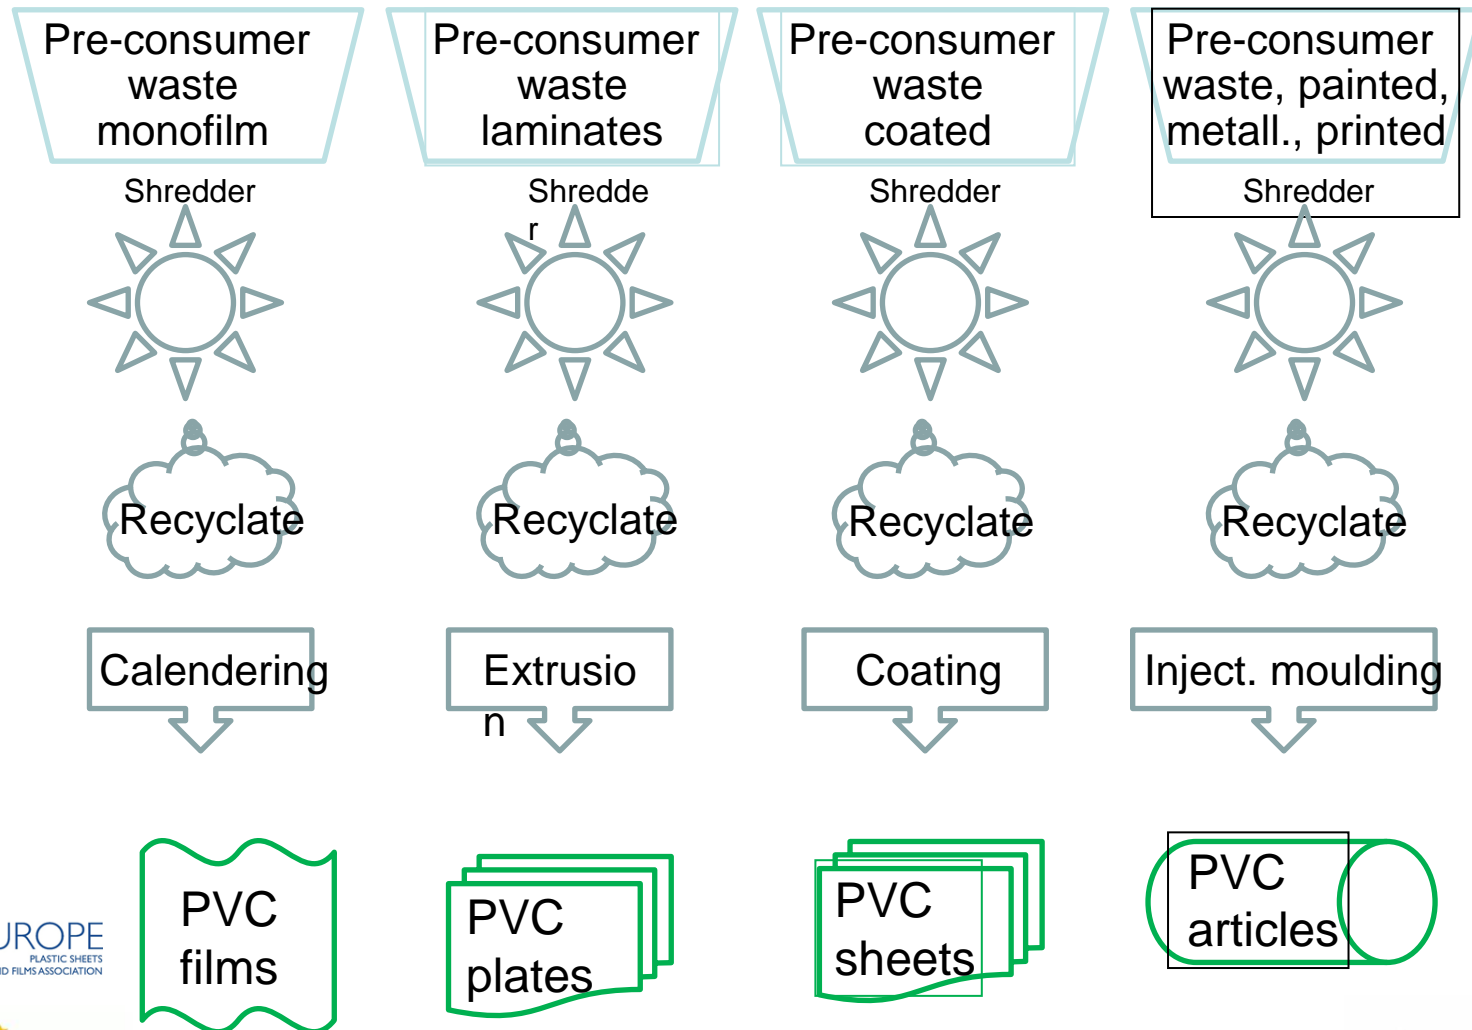 Pre-consumer
waste
monofilm
Pre-consumer
waste
laminates
Pre-consumer
waste
coated
Pre-consumer
waste, painted,
metall., printed
Shredder
Shredde
r
Shredder
Shredder
Recyclate
Recyclate
Recyclate
Recyclate
Calendering
Extrusio
n
Coating
Inject. moulding
PVC
films
PVC
plates
PVC
sheets
PVC
articles
UROPE
PLASTIC SHEETS
D FILMS ASSOCIATION